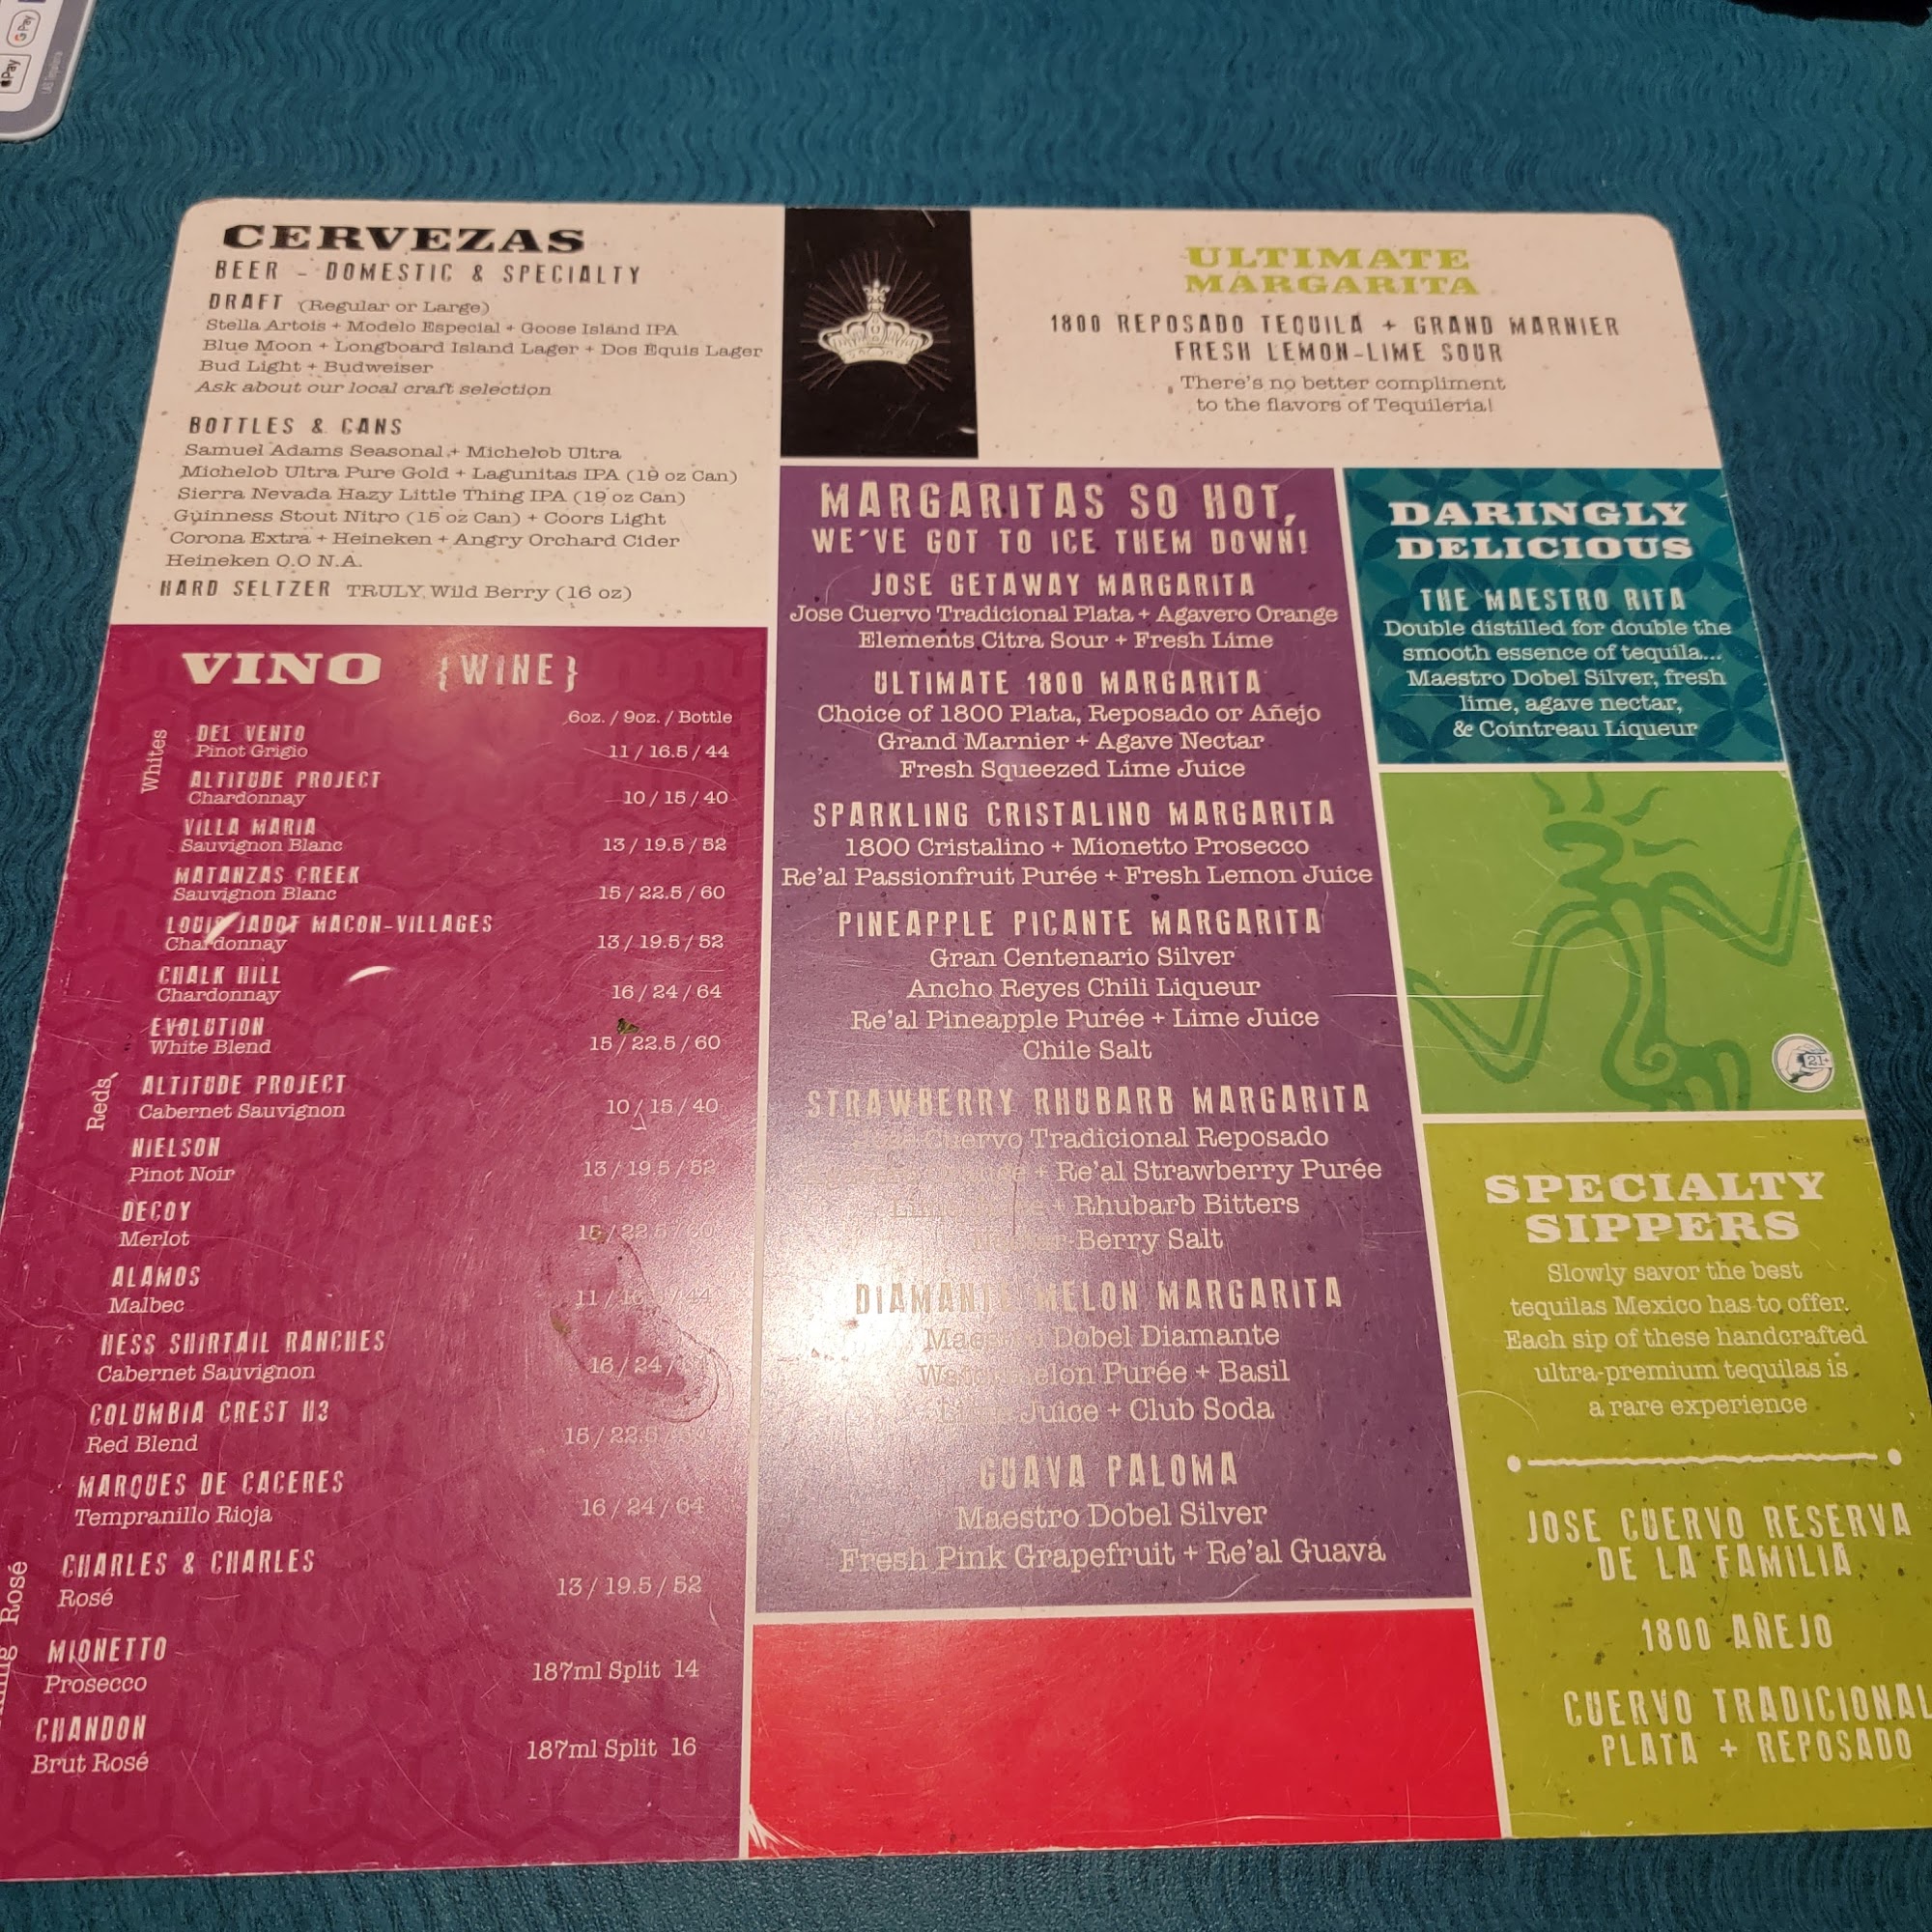 G Pay
Pay
CERVEZAS
BEER - DOMESTIC & SPECIALTY
DRAFT (Regular or Large)
Stella Artois + Modelo Especial + Goose Island IPA
Blue Moon + Longboard Island Lager + Dos Equis Lager
Bud Light + Budweiser
Ask about our local craft selection
BOTTLES & CANS
Samuel Adams Seasonal + Michelob Ultra
Michelob Ultra Pure Gold + Lagunitas IPA (19 oz Can)
Sierra Nevada Hazy Little Thing IPA (19 oz Can)
Guinness Stout Nitro (15 oz Can) + Coors Light
Corona Extra + Heineken + Angry Orchard Cider
Heineken 0.0 N.A.
HARD SELTZER TRULY Wild Berry (16 oz)
VINO {WINE}
6oz. / 9oz. / Bottle
Whites
DEL VENTO
Pinot Grigio 11 / 16.5 / 44
ALTITUDE PROJECT
Chardonnay 10 / 15 / 40
VILLA MARIA
Sauvignon Blanc 13 / 19.5 / 52
MATANZAS CREEK
Sauvignon Blanc 15 / 22.5 / 60
LOUIS JADOT MACON-VILLAGES
Chardonnay 13 / 19.5 / 52
CHALK HILL
Chardonnay 16 / 24 / 64
EVOLUTION
White Blend 15 / 22.5 / 60
Reds
ALTITUDE PROJECT
Cabernet Sauvignon 10 / 15 / 40
NIELSON
Pinot Noir 13 / 19.5 / 52
DECOY
Merlot 15 / 22.5 / 60
ALAMOS
Malbec 11 / 44
HESS SHIRTAIL RANCHES
Cabernet Sauvignon 16 / 24 /
COLUMBIA CREST H3
Red Blend 15 / 22.5 /
MARQUES DE CACERES
Tempranillo Rioja 16 / 24 / 64
Rosé
CHARLES & CHARLES
Rosé 13 / 19.5 / 52
MIONETTO
Prosecco 187ml Split 14
CHANDON
Brut Rosé 187ml Split 16
ULTIMATE
MARGARITA
1800 REPOSADO TEQUILA + GRAND MARNIER
FRESH LEMON-LIME SOUR
There's no better compliment
to the flavors of Tequileria!
MARGARITAS SO HOT,
WE'VE GOT TO ICE THEM DOWN!
JOSE GETAWAY MARGARITA
Jose Cuervo Tradicional Plata + Agavero Orange
Elements Citra Sour + Fresh Lime
ULTIMATE 1800 MARGARITA
Choice of 1800 Plata, Reposado or Añejo
Grand Marnier + Agave Nectar
Fresh Squeezed Lime Juice
SPARKLING CRISTALINO MARGARITA
1800 Cristalino + Mionetto Prosecco
Re'al Passionfruit Purée + Fresh Lemon Juice
PINEAPPLE PICANTE MARGARITA
Gran Centenario Silver
Ancho Reyes Chili Liqueur
Re'al Pineapple Purée + Lime Juice
Chile Salt
STRAWBERRY RHUBARB MARGARITA
Cuervo Tradicional Reposado
+ Re'al Strawberry Purée
+ Rhubarb Bitters
Berry Salt
DIAMANTE MELON MARGARITA
Maestro Dobel Diamante
Watermelon Purée + Basil
Juice + Club Soda
GUAVA PALOMA
Maestro Dobel Silver
Fresh Pink Grapefruit + Re'al Guava
DARINGLY
DELICIOUS
THE MAESTRO RITA
Double distilled for double the
smooth essence of tequila...
Maestro Dobel Silver, fresh
lime, agave nectar,
& Cointreau Liqueur
21+
SPECIALTY
SIPPERS
Slowly savor the best
tequilas Mexico has to offer.
Each sip of these handcrafted
ultra-premium tequilas is
a rare experience
JOSE CUERVO RESERVA
DE LA FAMILIA
1800 AÑEJO
CUERVO TRADICIONAL
PLATA + REPOSADO